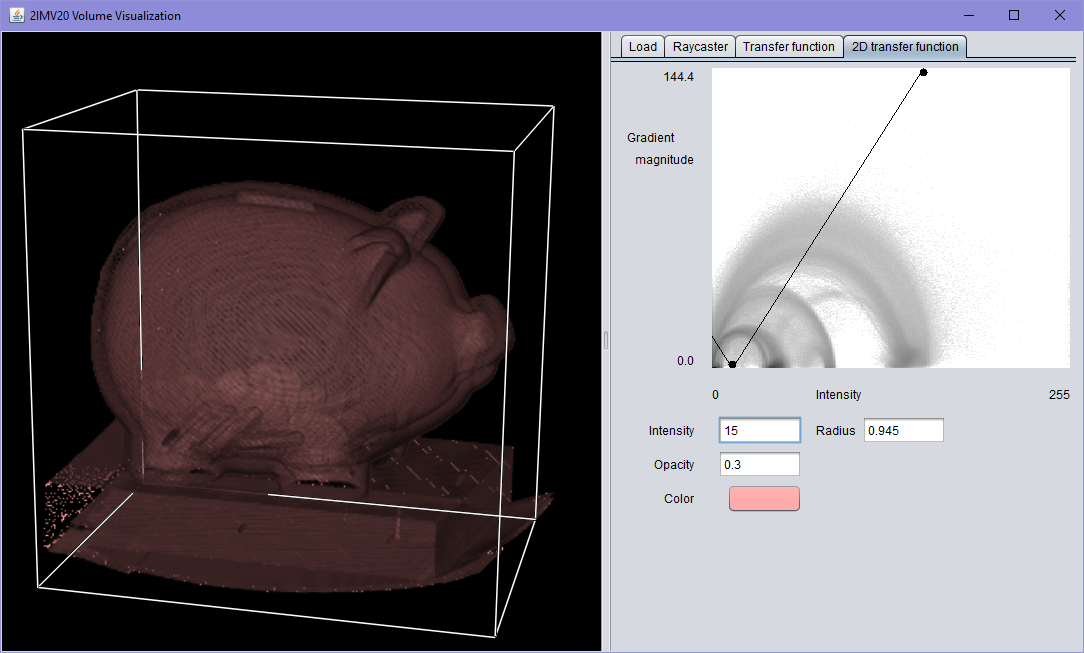 2IMV20 Volume Visualization
Load Raycaster Transfer function 2D transfer function
144.4
Gradient
magnitude
0.0
0 Intensity 255
Intensity 15 Radius 0.945
Opacity 0.3
Color